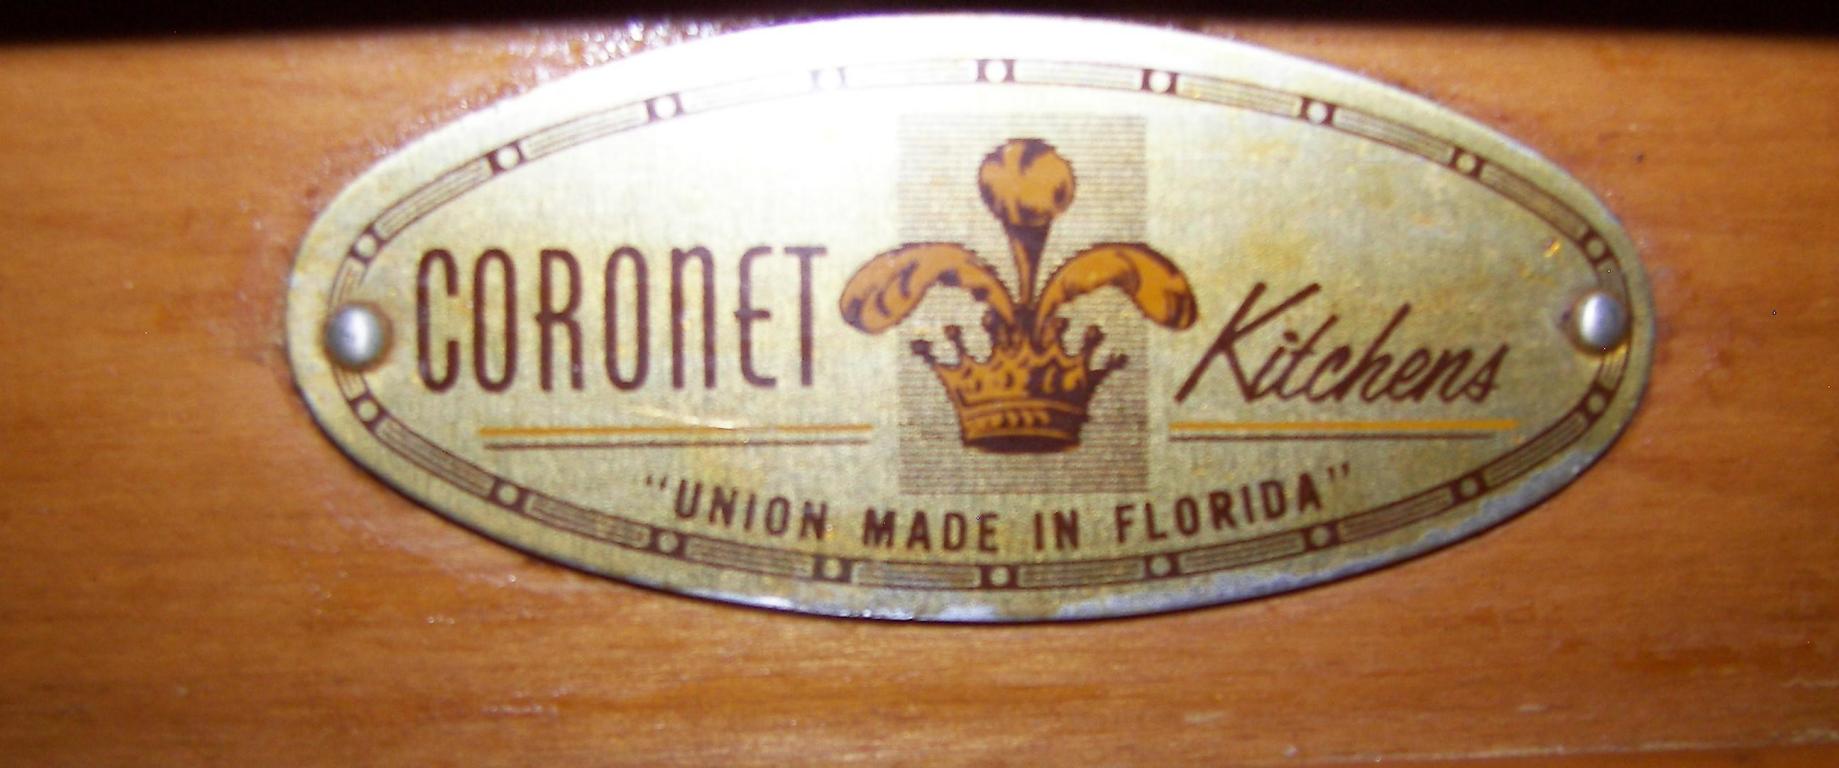 CORONET Kitchens
"UNION MADE IN FLORIDA"